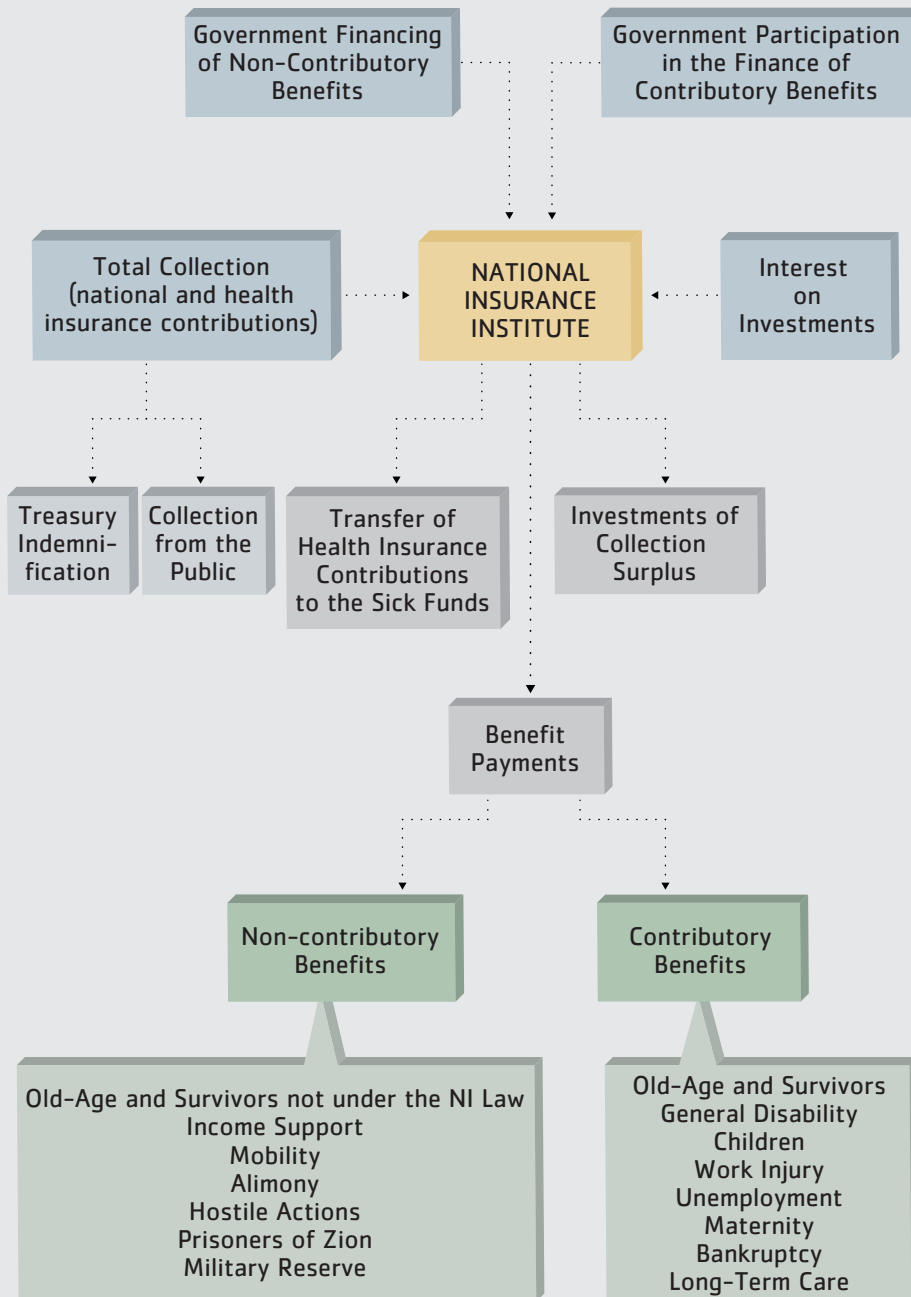 Government Financing
of Non-Contributory
Benefits
Government Participation
in the Finance of
Contributory Benefits
Total Collection
(national and health
insurance contributions)
NATIONAL
INSURANCE
INSTITUTE
Interest
on
Investments
Treasury
Indemni-
fication
Collection
from the
Public
Transfer of
Health Insurance
Contributions
to the Sick Funds
Investments of
Collection
Surplus
Benefit
Payments
Non-contributory
Benefits
Contributory
Benefits
Old-Age and Survivors not under the NI Law
Income Support
Mobility
Alimony
Hostile Actions
Prisoners of Zion
Military Reserve
Old-Age and Survivors
General Disability
Children
Work Injury
Unemployment
Maternity
Bankruptcy
Long-Term Care